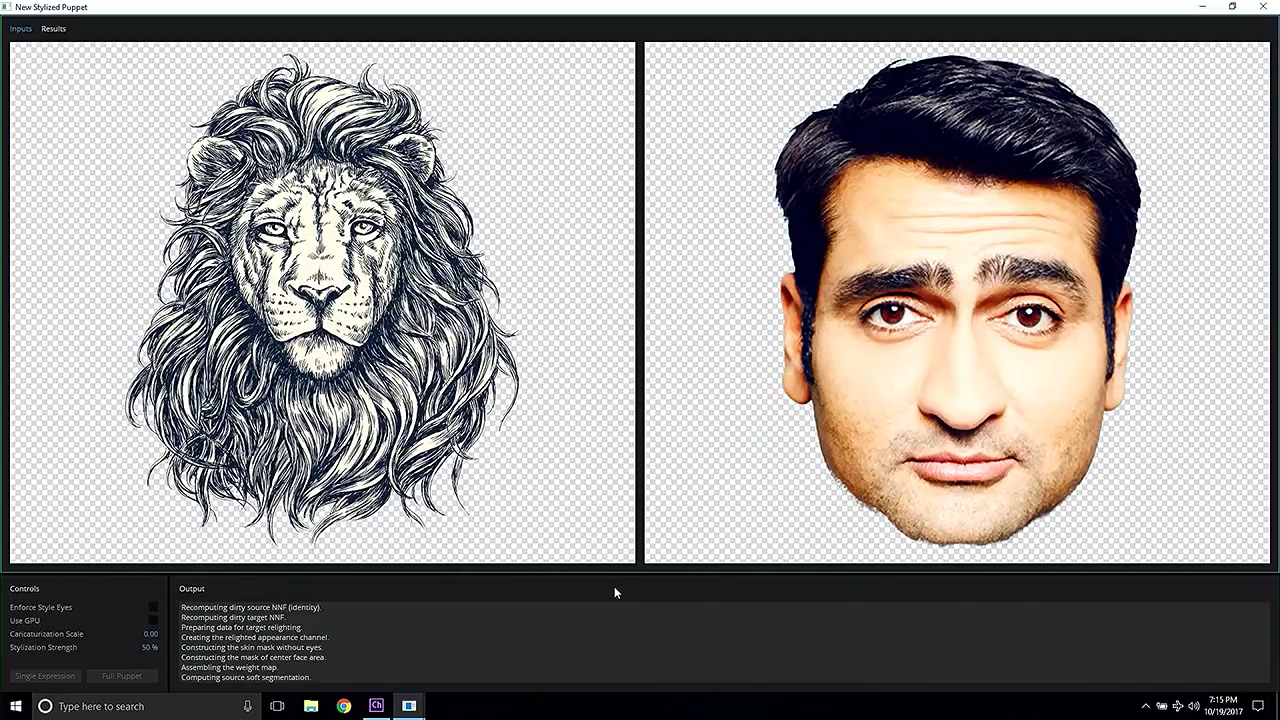 New Stylized Puppet
Inputs Results
Controls
Enforce Style Eyes
Use GPU
Caricaturization Scale 0.00
Stylization Strength 50 %
Single Expression Full Puppet
Output
Recomputing dirty source NNF (identity).
Recomputing dirty target NNF.
Preparing data for target relighting.
Creating the relighted appearance channel.
Constructing the skin mask without eyes.
Constructing the mask of center face area.
Assembling the weight map.
Computing source soft segmentation.
Type here to search
Ch
7:15 PM
10/19/2017